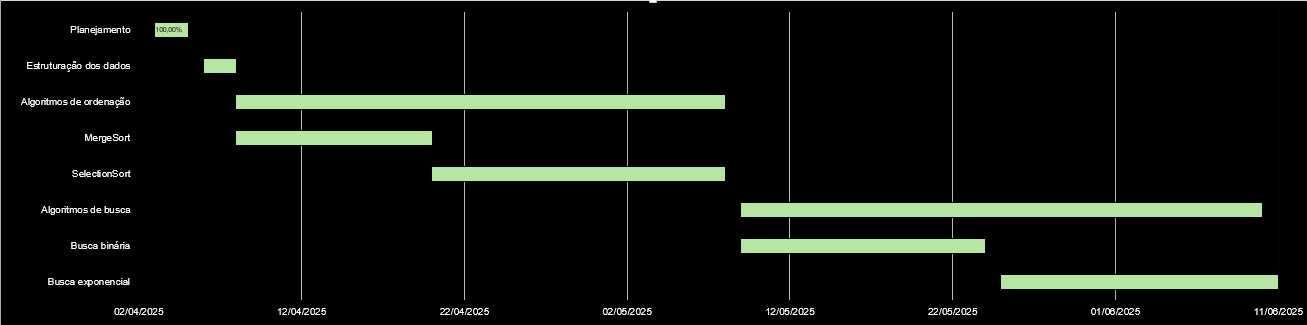 Planejamento
100,00%
Estruturação dos dados
Algoritmos de ordenação
MergeSort
SelectionSort
Algoritmos de busca
Busca binária
Busca exponencial
02/04/2025 12/04/2025 22/04/2025 02/05/2025 12/05/2025 22/05/2025 01/06/2025 11/06/2025